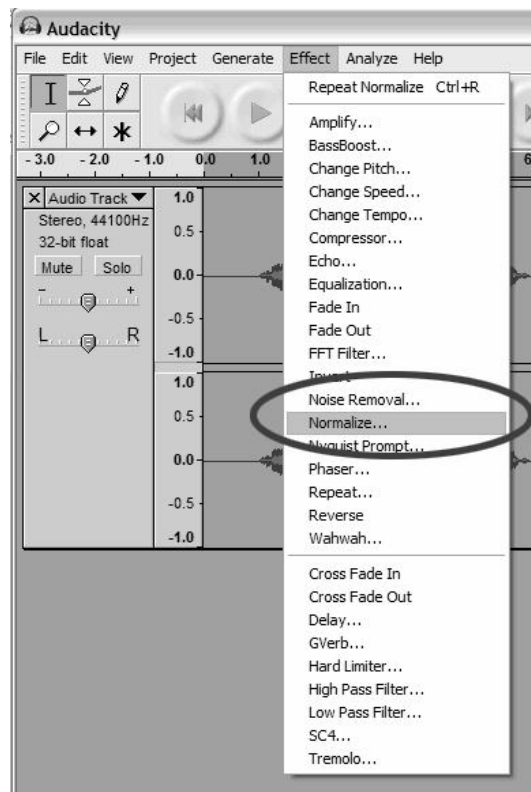 Audacity
File Edit View Project Generate Effect Analyze Help
Repeat Normalize Ctrl+R
Amplify...
BassBoost...
Change Pitch...
Change Speed...
Change Tempo...
Compressor...
Echo...
Equalization...
Fade In
Fade Out
FFT Filter...
Invert
Noise Removal...
Normalize...
Nyquist Prompt...
Phaser...
Repeat...
Reverse
Wahwah...
Cross Fade In
Cross Fade Out
Delay...
GVerb...
Hard Limiter...
High Pass Filter...
Low Pass Filter...
SC4...
Tremolo...
- 3.0 - 2.0 - 1.0 0.0 1.0 6
X Audio Track
Stereo, 44100Hz
32-bit float
Mute Solo
- +
L R
1.0
0.5
0.0
-0.5
-1.0
1.0
0.5
0.0
-0.5
-1.0